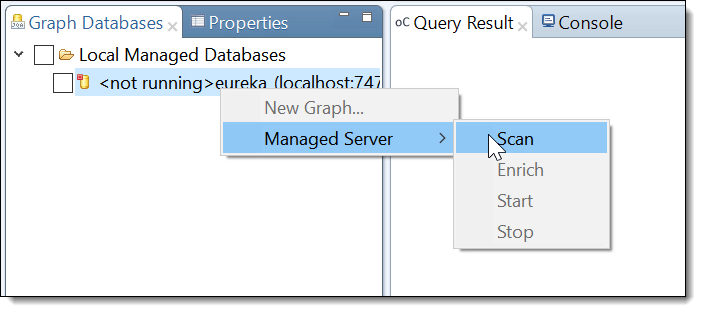 Graph Databases
Properties
Query Result
Console
Local Managed Databases
<not running>eureka (localhost:747
New Graph...
Managed Server
Scan
Enrich
Start
Stop